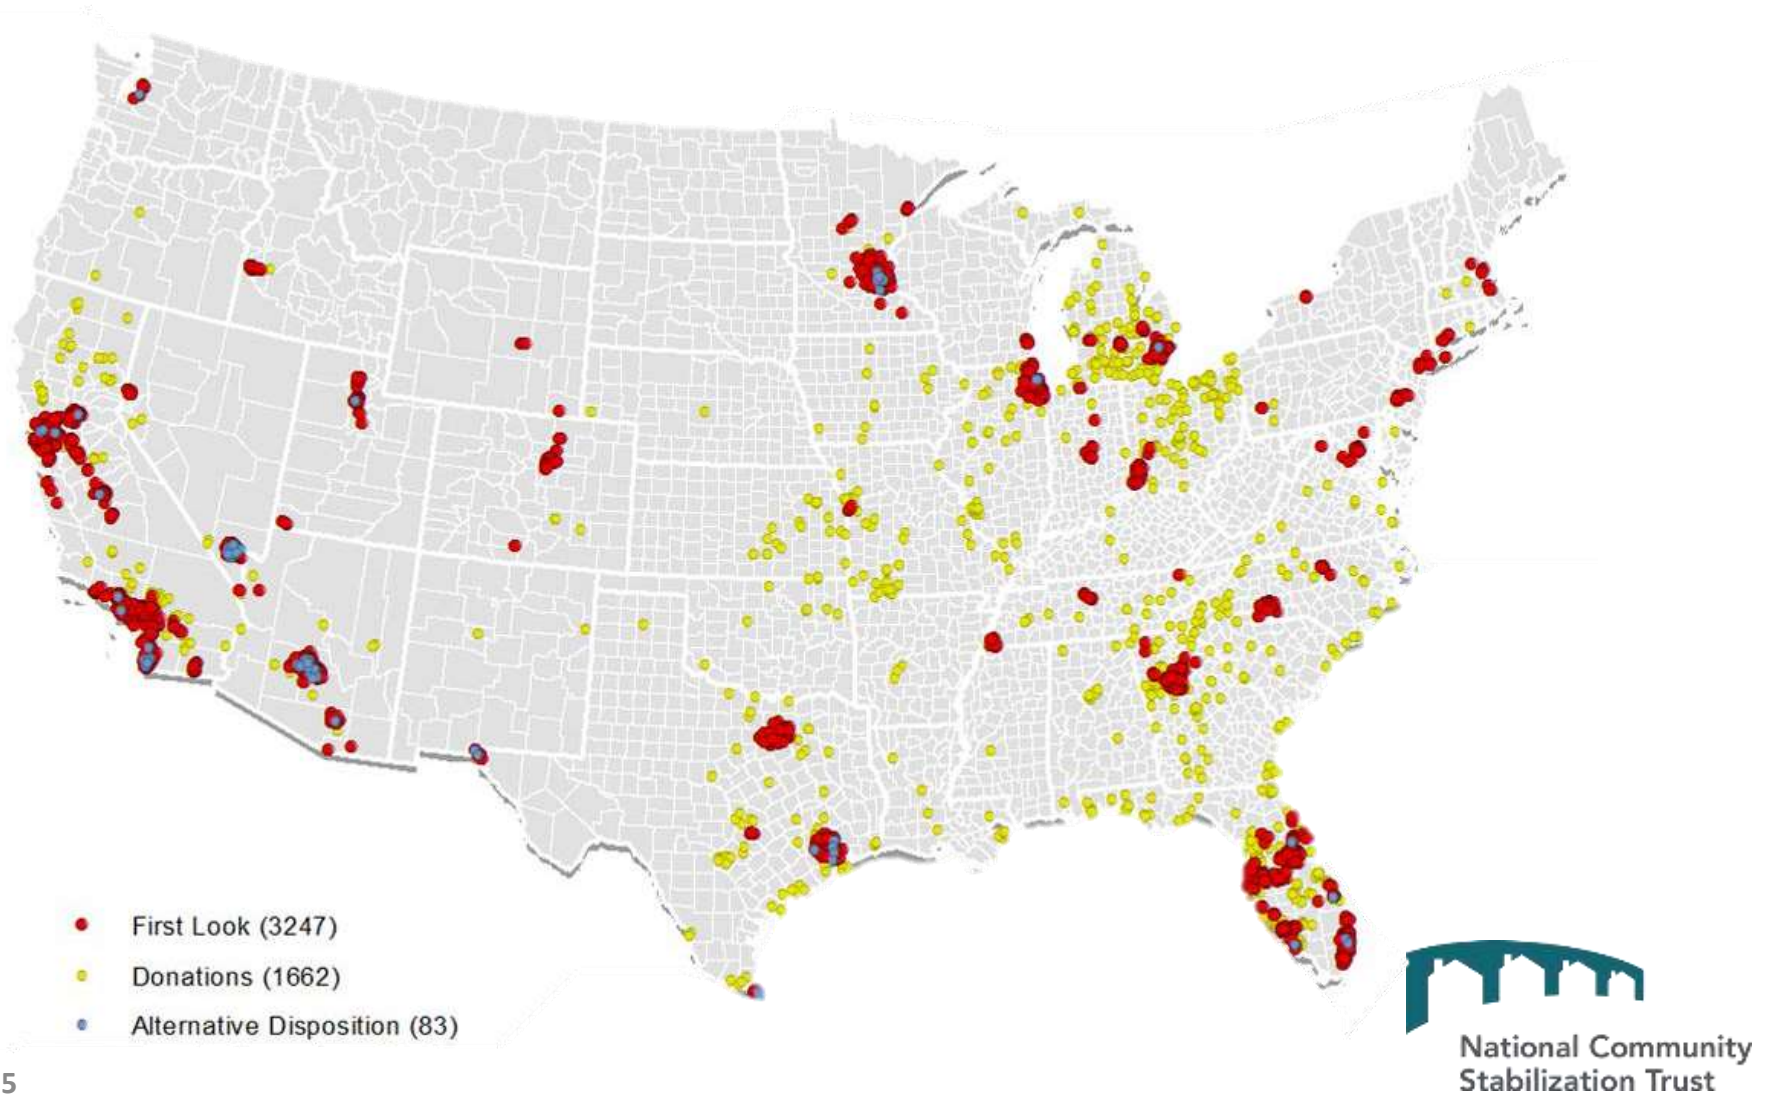 First Look (3247)
Donations (1662)
Alternative Disposition (83)
National Community
Stabilization Trust
5